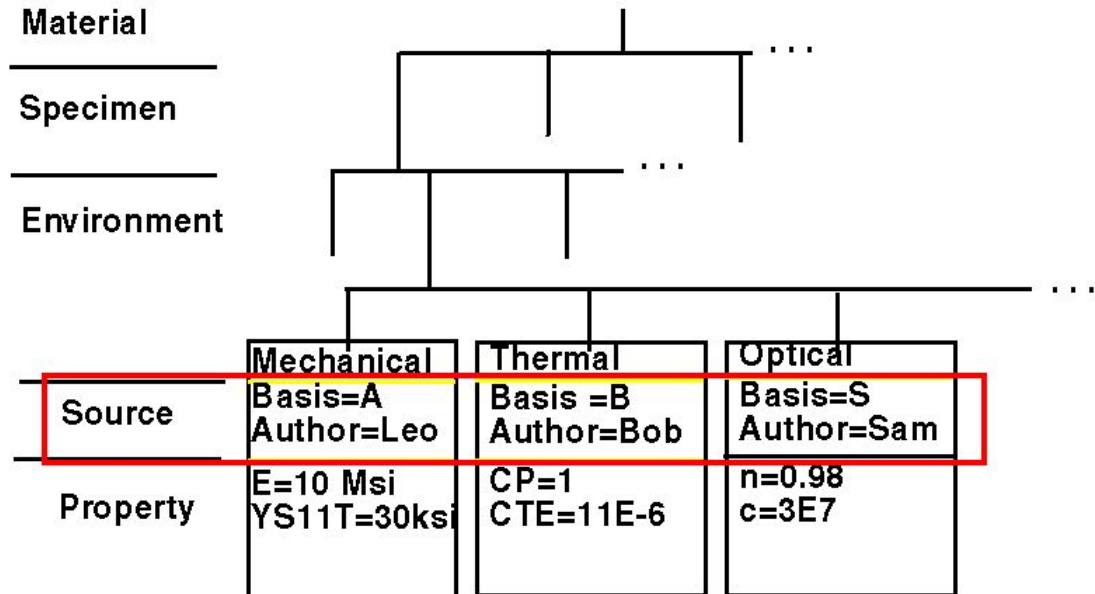 Material
. . .
Specimen
. . .
Environment
. . .
Mechanical
Thermal
Optical
Source
Basis=A
Author=Leo
Basis =B
Author=Bob
Basis=S
Author=Sam
Property
E=10 Msi
YS11T=30ksi
CP=1
CTE=11E-6
n=0.98
c=3E7